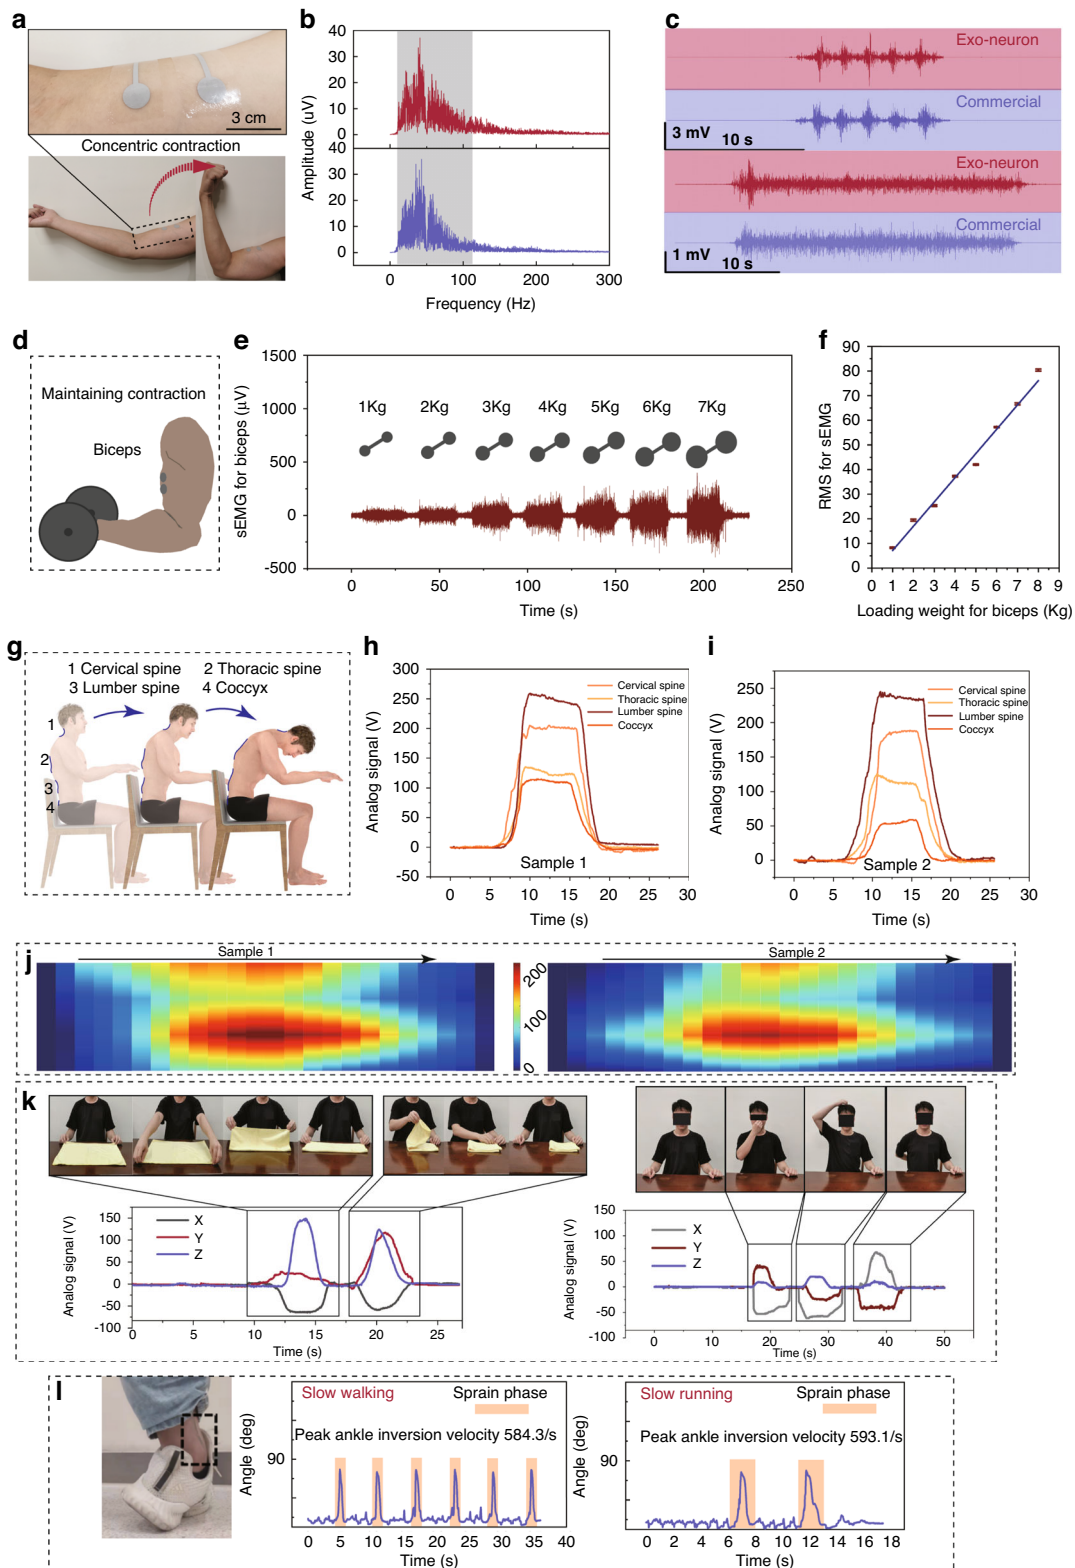 a
3 cm
Concentric contraction
b
Amplitude (μV)
40
30
20
10
0
40
30
20
10
0
0
100
200
300
Frequency (Hz)
c
Exo-neuron
Commercial
3 mV
10 s
Exo-neuron
Commercial
1 mV
10 s
d
Maintaining contraction
Biceps
e
sEMG for biceps (μV)
1500
1000
500
0
-500
1Kg 2Kg 3Kg 4Kg 5Kg 6Kg 7Kg
0 50 100 150 200 250
Time (s)
f
RMS for sEMG
90
80
70
60
50
40
30
20
10
0
0 1 2 3 4 5 6 7 8 9
Loading weight for biceps (Kg)
g
1 Cervical spine 2 Thoracic spine
3 Lumber spine 4 Coccyx
1
2
3
4
h
Analog signal (V)
300
250
200
150
100
50
0
-50
Cervical spine
Thoracic spine
Lumber spine
Coccyx
Sample 1
0 5 10 15 20 25 30
Time (s)
i
Analog signal (V)
250
200
150
100
50
0
Cervical spine
Thoracic spine
Lumber spine
Coccyx
Sample 2
0 5 10 15 20 25 30
Time (s)
j
Sample 1
200
100
0
Sample 2
k
Analog signal (V)
150
100
50
0
-50
-100
X
Y
Z
0 5 10 15 20 25
Time (s)
Analog signal (V)
150
100
50
0
-50
-100
X
Y
Z
0 10 20 30 40 50
Time (s)
l
Slow walking
Sprain phase
Peak ankle inversion velocity 584.3/s
Angle (deg)
90
0 5 10 15 20 25 30 35 40
Time (s)
Slow running
Sprain phase
Peak ankle inversion velocity 593.1/s
Angle (deg)
90
0 2 4 6 8 10 12 14 16 18
Time (s)